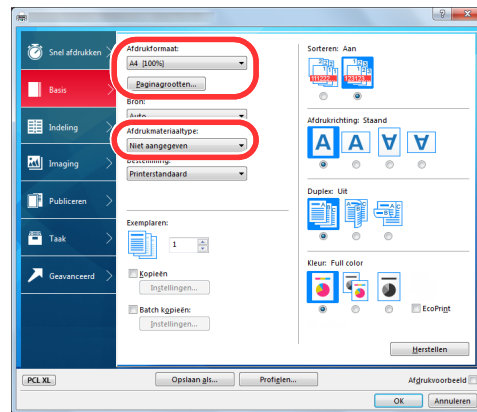 Snel afdrukken
Basis
Indeling
Imaging
Publiceren
Taak
Geavanceerd
Afdrukformaat:
A4 [100%]
Paginagrootten...
Bron:
Auto
Afdrukmateriaaltype:
Niet aangegeven
Bestemming:
Printerstandaard
Exemplaren:
1
Kopieën
Instellingen...
Batch kopieën:
Instellingen...
Sorteren: Aan
111222
123123
Afdrukrichting: Staand
A A A A
Duplex: Uit
Kleur: Full color
EcoPrint
Herstellen
PCL XL
Opslaan als...
Profielen...
Afdrukvoorbeeld
OK
Annuleren